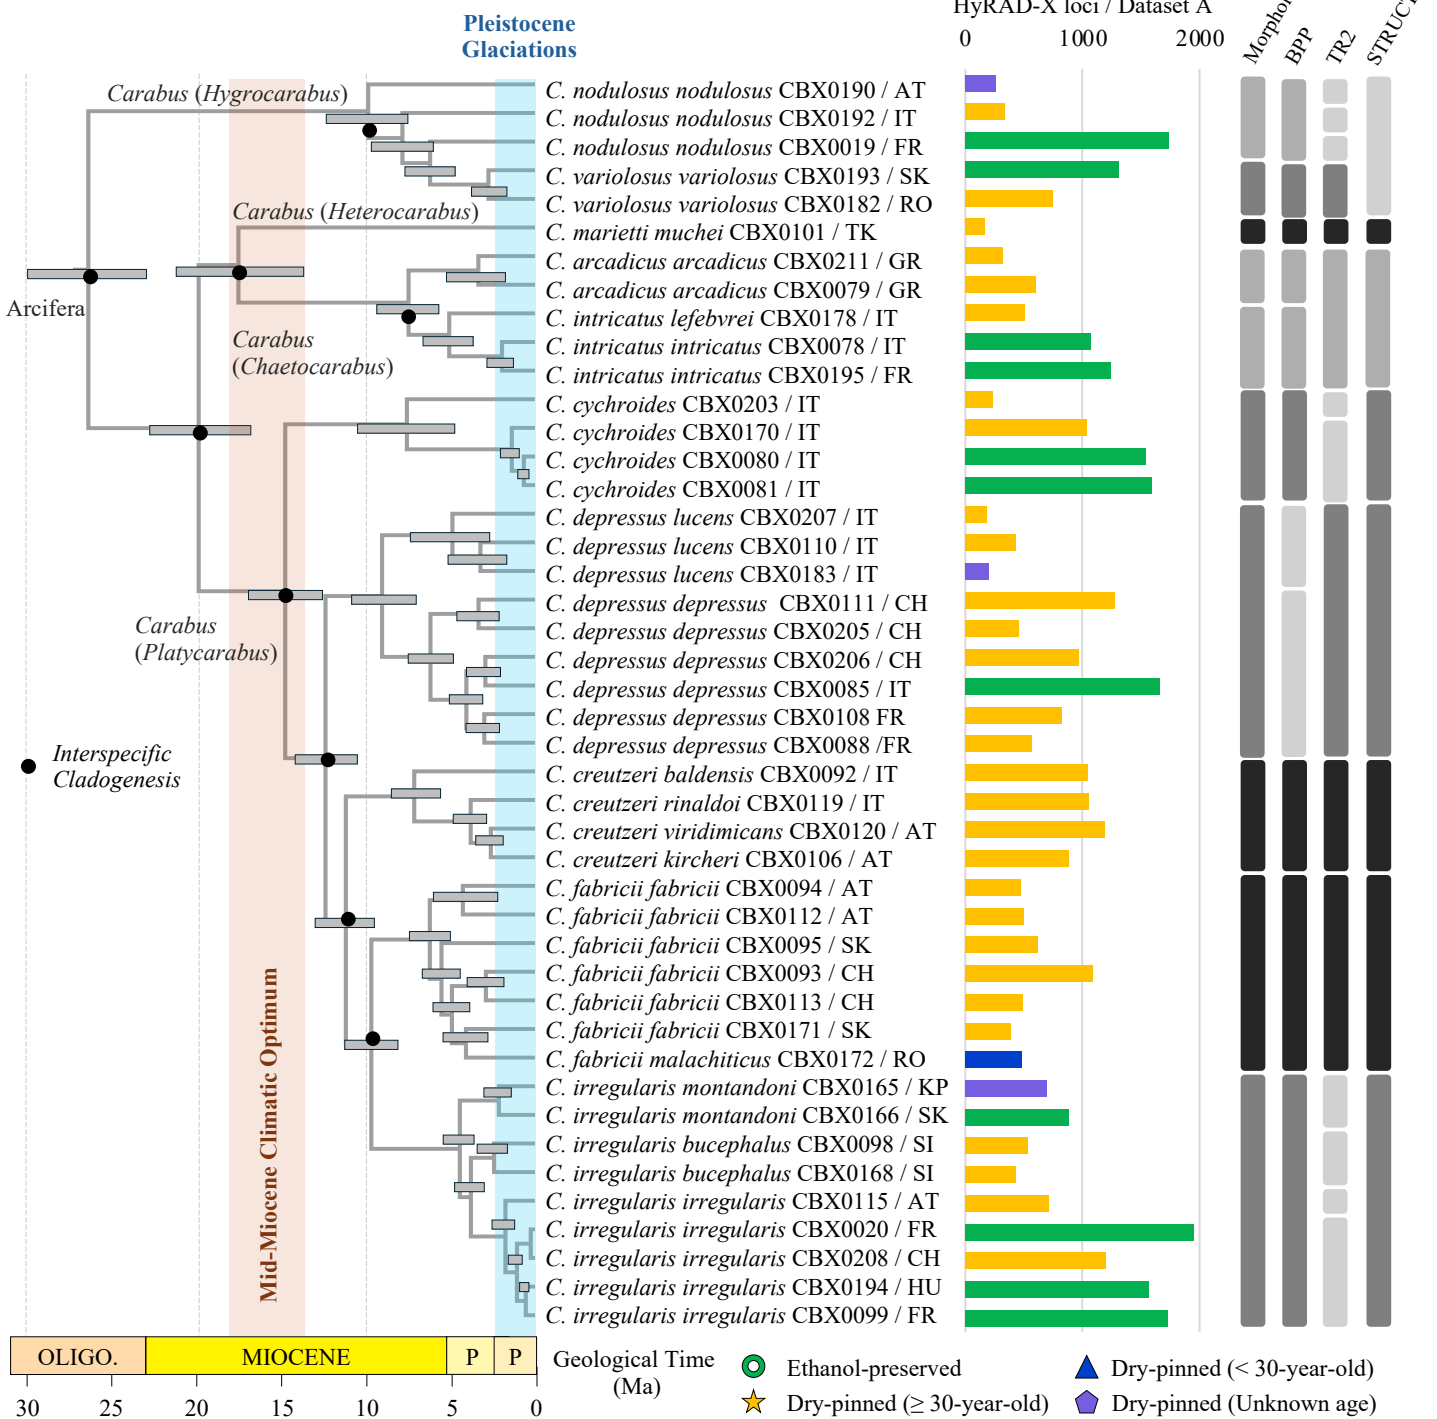 Pleistocene
Glaciations
HyRAD-X loci / Dataset A
0 1000 2000
BPP
TR2
Carabus (Hygrocarabus)
Carabus (Heterocarabus)
Arcifera
Carabus
(Chaetocarabus)
Carabus
(Platycarabus)
Interspecific
Cladogenesis
Mid-Miocene Climatic Optimum
C. nodulosus nodulosus CBX0190 / AT
C. nodulosus nodulosus CBX0192 / IT
C. nodulosus nodulosus CBX0019 / FR
C. variolosus variolosus CBX0193 / SK
C. variolosus variolosus CBX0182 / RO
C. marietti muchei CBX0101 / TK
C. arcadicus arcadicus CBX0211 / GR
C. arcadicus arcadicus CBX0079 / GR
C. intricatus lefebvrei CBX0178 / IT
C. intricatus intricatus CBX0078 / IT
C. intricatus intricatus CBX0195 / FR
C. cychroides CBX0203 / IT
C. cychroides CBX0170 / IT
C. cychroides CBX0080 / IT
C. cychroides CBX0081 / IT
C. depressus lucens CBX0207 / IT
C. depressus lucens CBX0110 / IT
C. depressus lucens CBX0183 / IT
C. depressus depressus CBX0111 / CH
C. depressus depressus CBX0205 / CH
C. depressus depressus CBX0206 / CH
C. depressus depressus CBX0085 / IT
C. depressus depressus CBX0108 FR
C. depressus depressus CBX0088 /FR
C. creutzeri baldensis CBX0092 / IT
C. creutzeri rinaldoi CBX0119 / IT
C. creutzeri viridimicans CBX0120 / AT
C. creutzeri kircheri CBX0106 / AT
C. fabricii fabricii CBX0094 / AT
C. fabricii fabricii CBX0112 / AT
C. fabricii fabricii CBX0095 / SK
C. fabricii fabricii CBX0093 / CH
C. fabricii fabricii CBX0113 / CH
C. fabricii fabricii CBX0171 / SK
C. fabricii malachiticus CBX0172 / RO
C. irregularis montandoni CBX0165 / KP
C. irregularis montandoni CBX0166 / SK
C. irregularis bucephalus CBX0098 / SI
C. irregularis bucephalus CBX0168 / SI
C. irregularis irregularis CBX0115 / AT
C. irregularis irregularis CBX0020 / FR
C. irregularis irregularis CBX0208 / CH
C. irregularis irregularis CBX0194 / HU
C. irregularis irregularis CBX0099 / FR
OLIGO. MIOCENE P P
30 25 20 15 10 5 0
Geological Time
(Ma)
Ethanol-preserved
Dry-pinned (≥ 30-year-old)
Dry-pinned (< 30-year-old)
Dry-pinned (Unknown age)